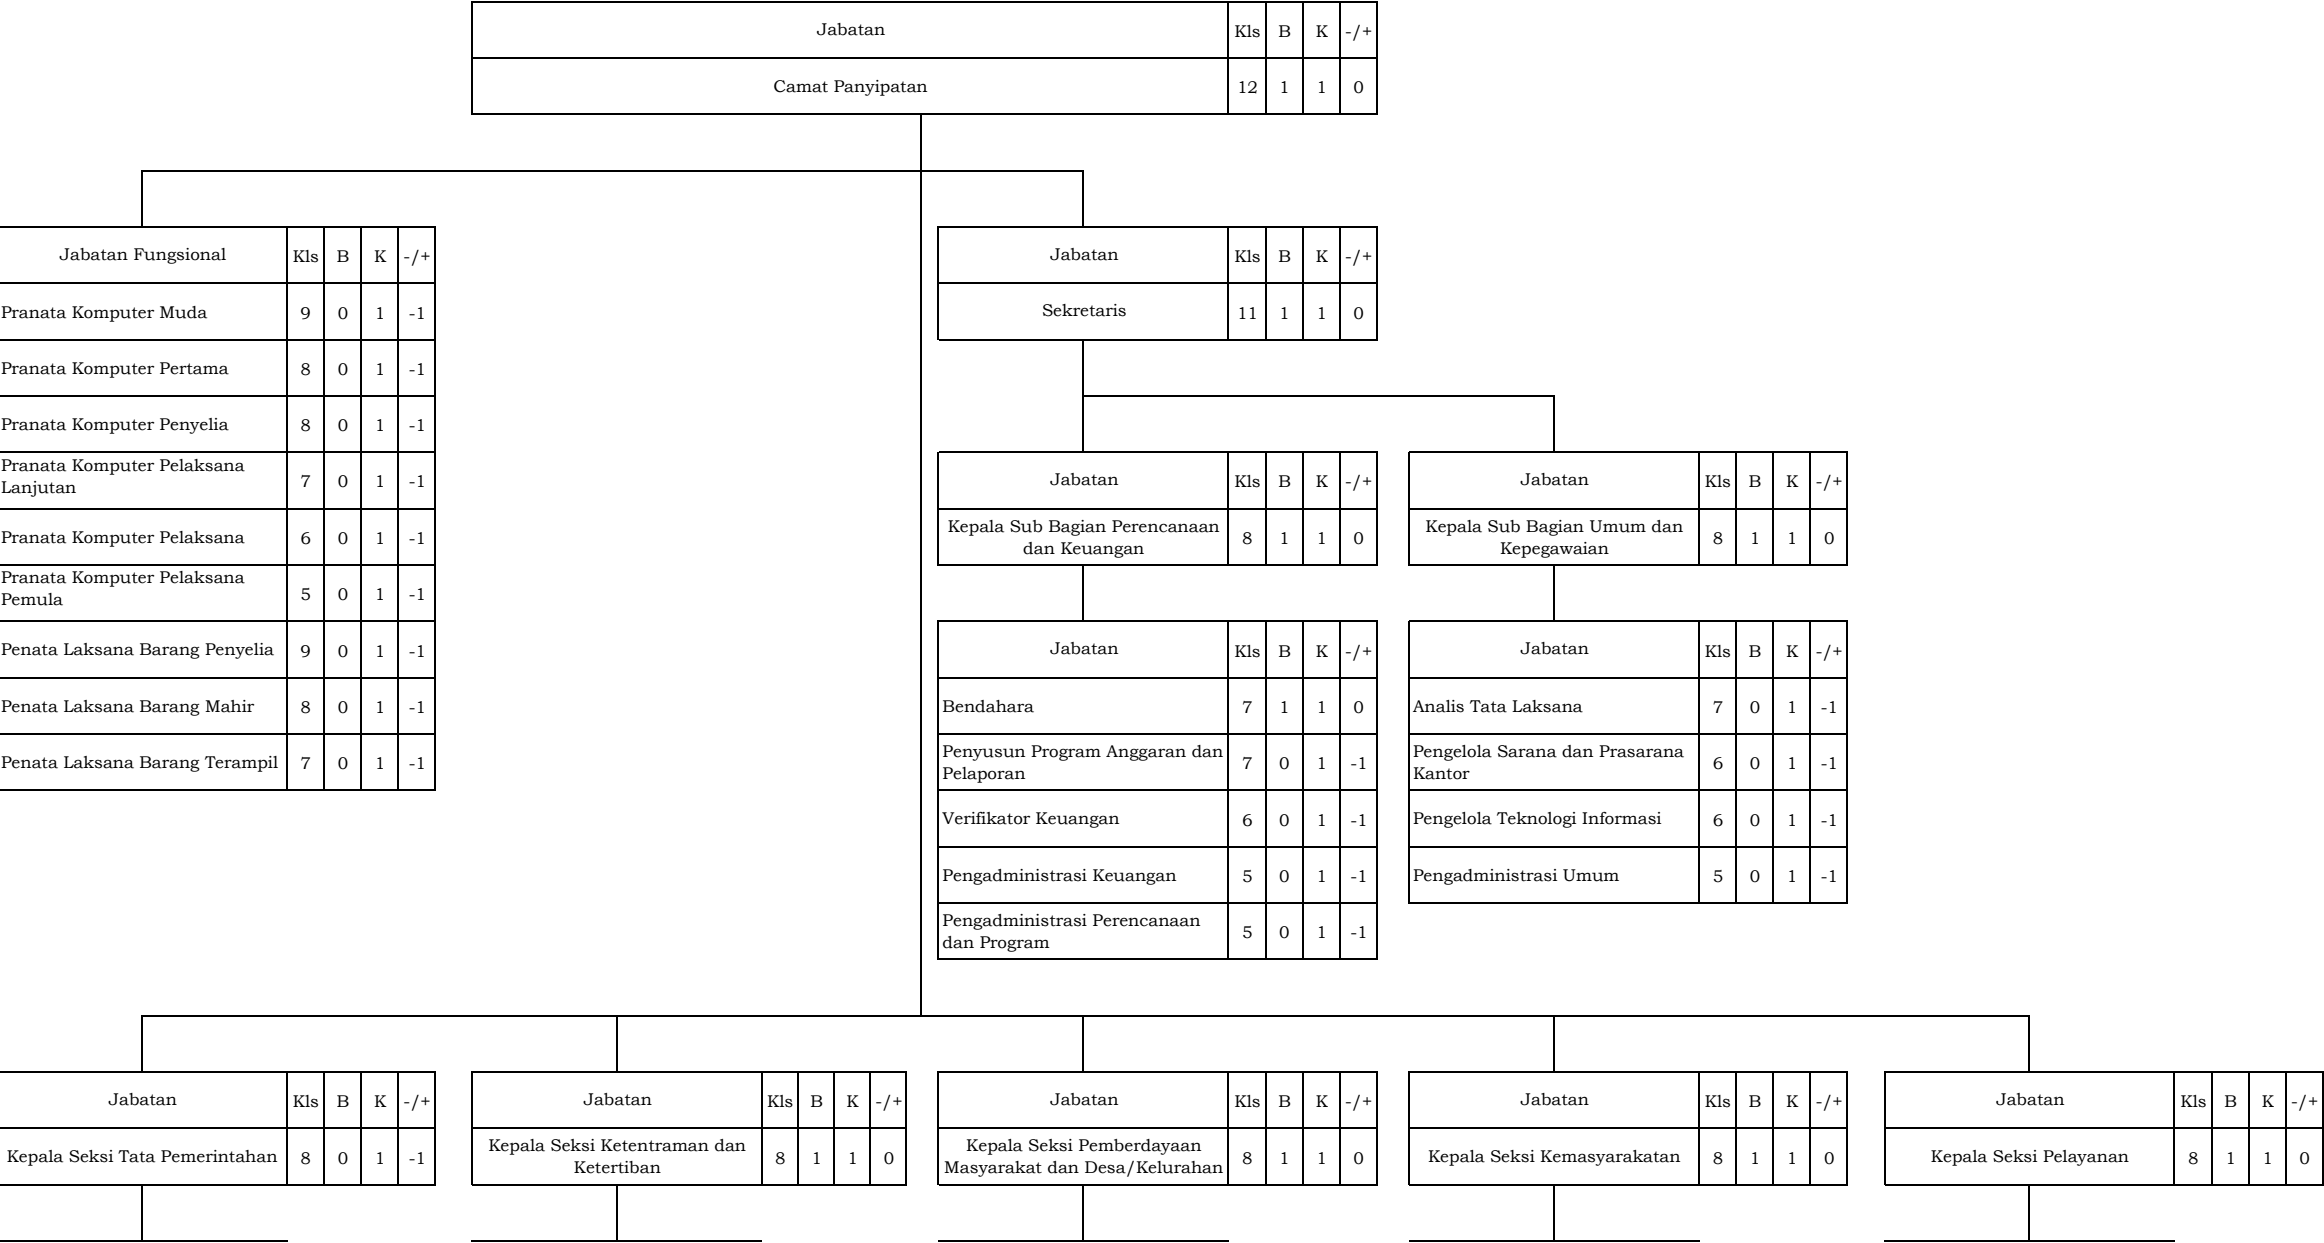 Jabatan Kls B K -/+
Camat Panyipatan 12 1 1 0
Jabatan Fungsional Kls B K -/+
Pranata Komputer Muda 9 0 1 -1
Pranata Komputer Pertama 8 0 1 -1
Pranata Komputer Penyelia 8 0 1 -1
Pranata Komputer Pelaksana
Lanjutan 7 0 1 -1
Pranata Komputer Pelaksana 6 0 1 -1
Pranata Komputer Pelaksana
Pemula 5 0 1 -1
Penata Laksana Barang Penyelia 9 0 1 -1
Penata Laksana Barang Mahir 8 0 1 -1
Penata Laksana Barang Terampil 7 0 1 -1
Jabatan Kls B K -/+
Sekretaris 11 1 1 0
Jabatan Kls B K -/+
Kepala Sub Bagian Perencanaan
dan Keuangan 8 1 1 0
Jabatan Kls B K -/+
Bendahara 7 1 1 0
Penyusun Program Anggaran dan
Pelaporan 7 0 1 -1
Verifikator Keuangan 6 0 1 -1
Pengadministrasi Keuangan 5 0 1 -1
Pengadministrasi Perencanaan
dan Program 5 0 1 -1
Jabatan Kls B K -/+
Kepala Sub Bagian Umum dan
Kepegawaian 8 1 1 0
Jabatan Kls B K -/+
Analis Tata Laksana 7 0 1 -1
Pengelola Sarana dan Prasarana
Kantor 6 0 1 -1
Pengelola Teknologi Informasi 6 0 1 -1
Pengadministrasi Umum 5 0 1 -1
Jabatan Kls B K -/+
Kepala Seksi Tata Pemerintahan 8 0 1 -1
Jabatan Kls B K -/+
Kepala Seksi Ketentraman dan
Ketertiban 8 1 1 0
Jabatan Kls B K -/+
Kepala Seksi Pemberdayaan
Masyarakat dan Desa/Kelurahan 8 1 1 0
Jabatan Kls B K -/+
Kepala Seksi Kemasyarakatan 8 1 1 0
Jabatan Kls B K -/+
Kepala Seksi Pelayanan 8 1 1 0